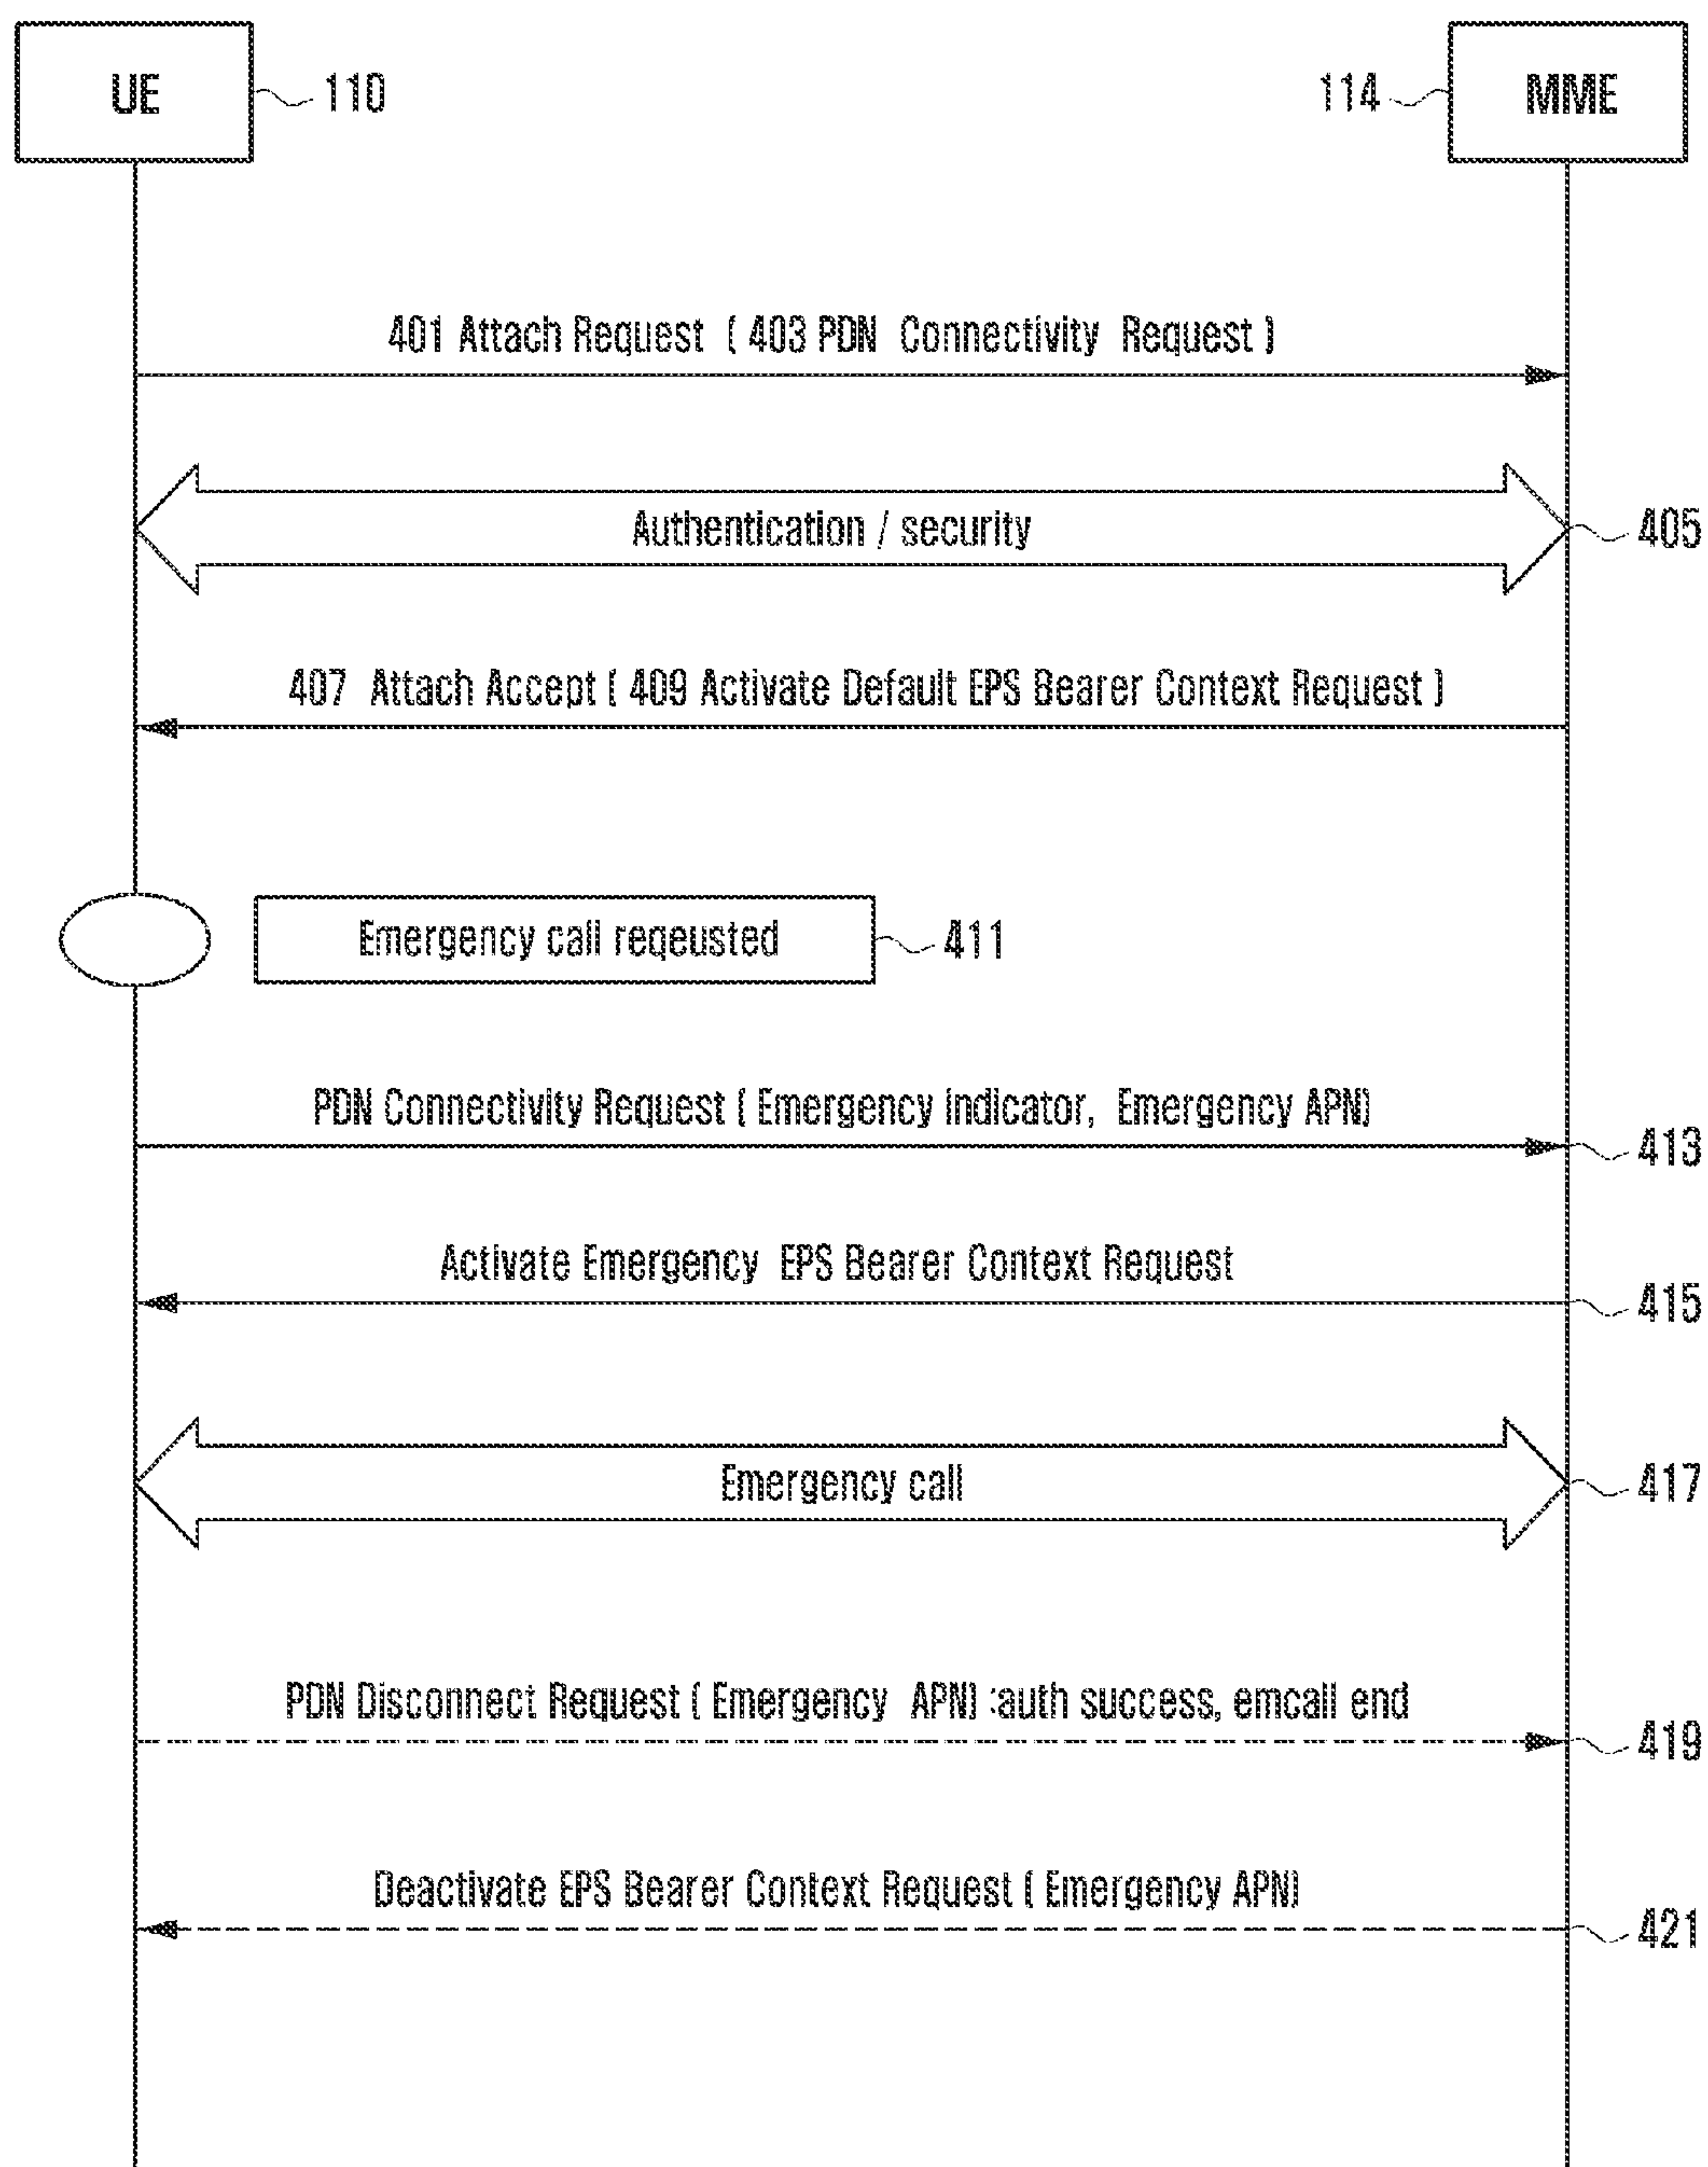 UE
110
114
MME
401 Attach Request ( 403 PDN Connectivity Request )
Authentication / security
405
407 Attach Accept ( 409 Activate Default EPS Bearer Context Request )
Emergency call reqeusted
411
PDN Connectivity Request ( Emergency indicator, Emergency APN)
413
Activate Emergency EPS Bearer Context Request
415
Emergency call
417
PDN Disconnect Request ( Emergency APN) :auth success, emcall end
419
Deactivate EPS Bearer Context Request ( Emergency APN)
421